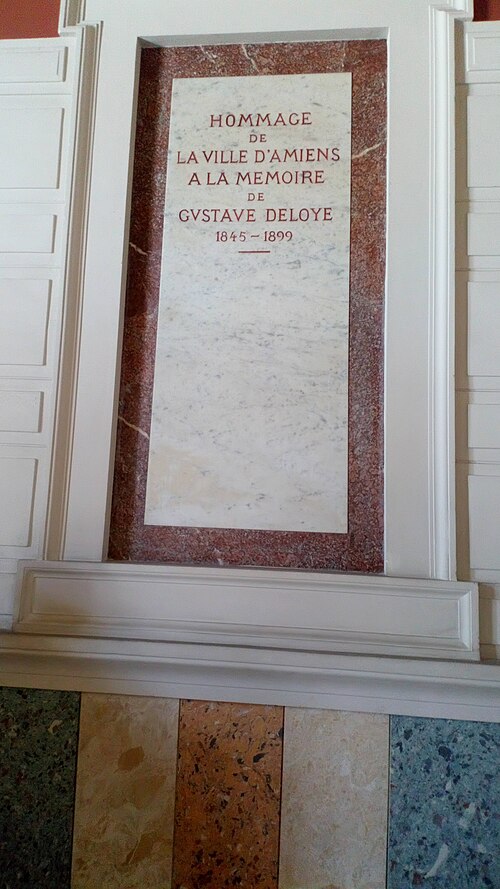 HOMMAGE
DE
LA VILLE D'AMIENS
A LA MEMOIRE
DE
GVSTAVE DELOYE
1845 ~ 1899